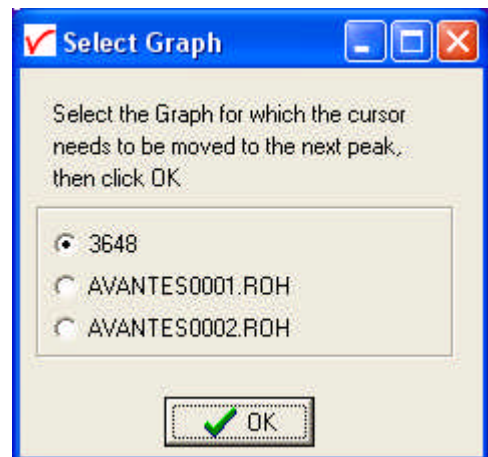 Select Graph
Select the Graph for which the cursor
needs to be moved to the next peak,
then click OK
3648
AVANTES0001.ROH
AVANTES0002.ROH
OK